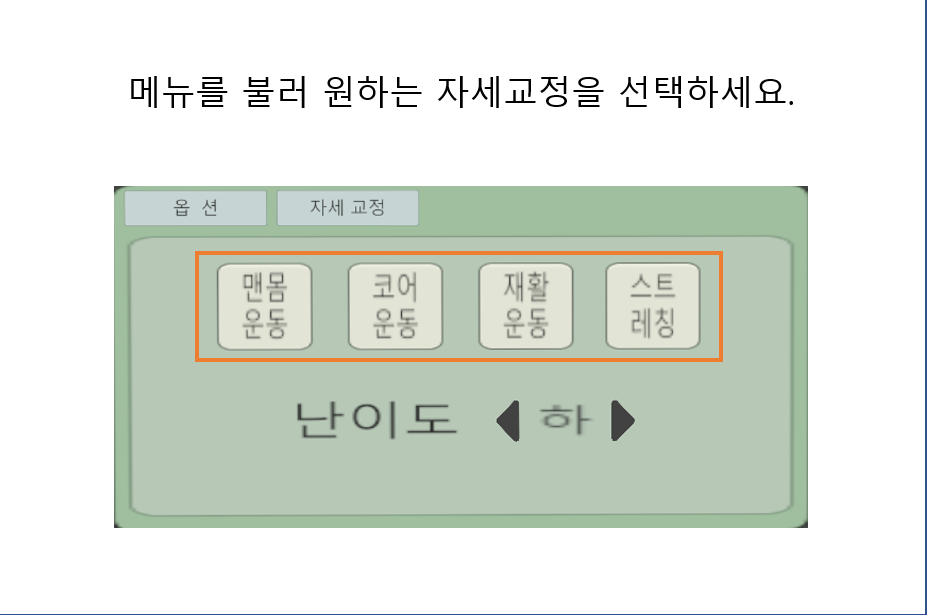 메뉴를 불러 원하는 자세교정을 선택하세요.
옵 션 자세 교정
맨몸 코어 재활 스트
운동 운동 운동 레칭
난이도 하